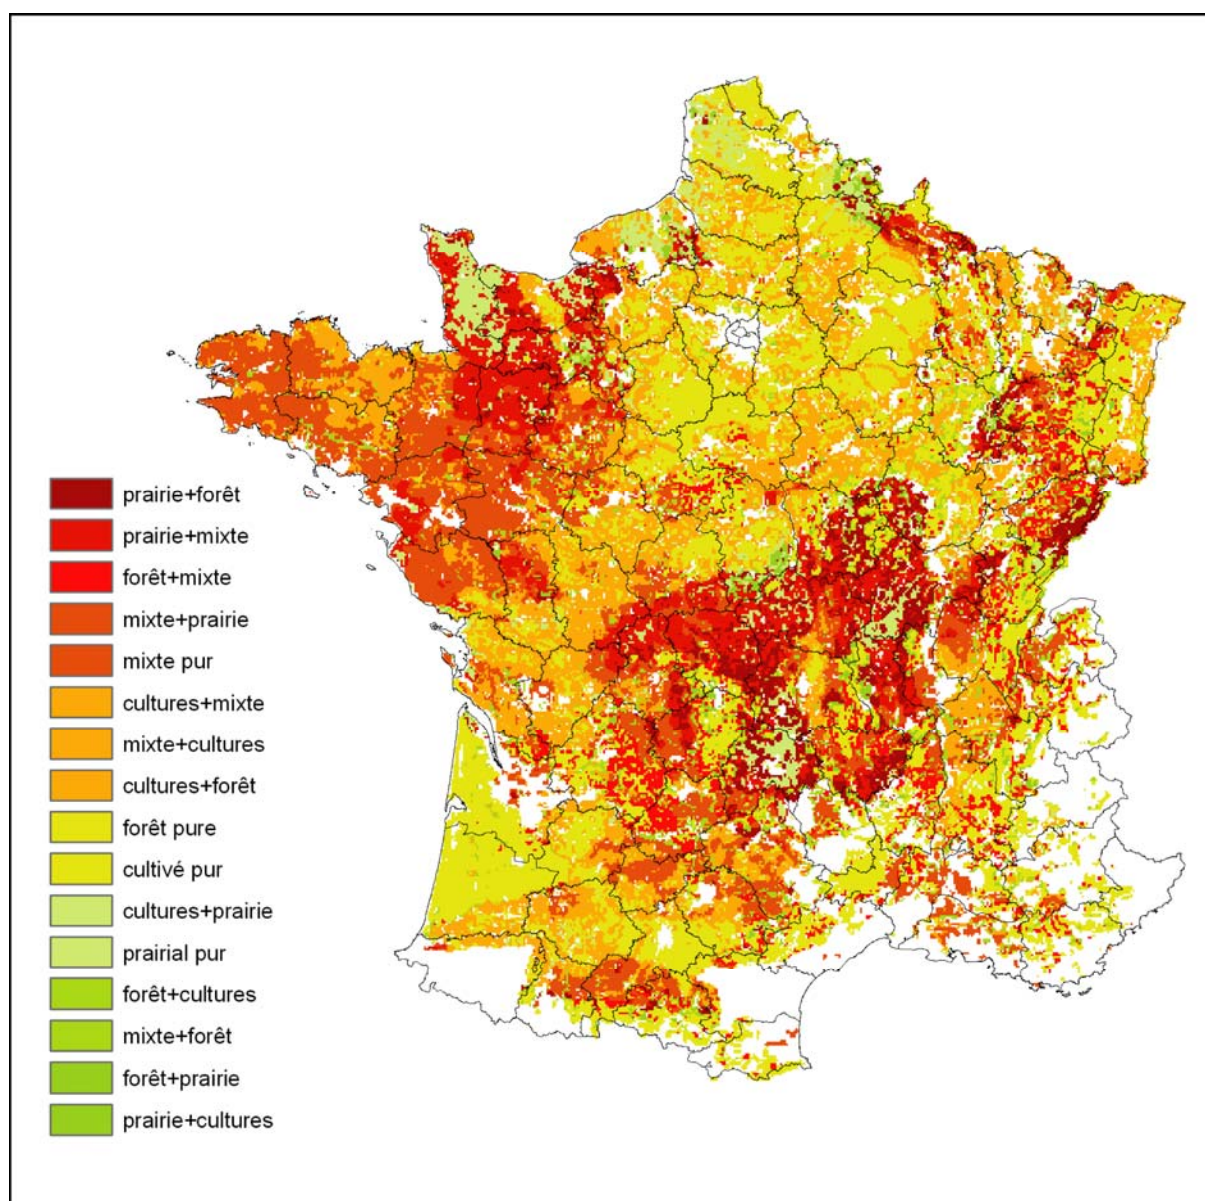 prairie+forêt
prairie+mixte
forêt+mixte
mixte+prairie
mixte pur
cultures+mixte
mixte+cultures
cultures+forêt
forêt pure
cultivé pur
cultures+prairie
prairial pur
forêt+cultures
mixte+forêt
forêt+prairie
prairie+cultures